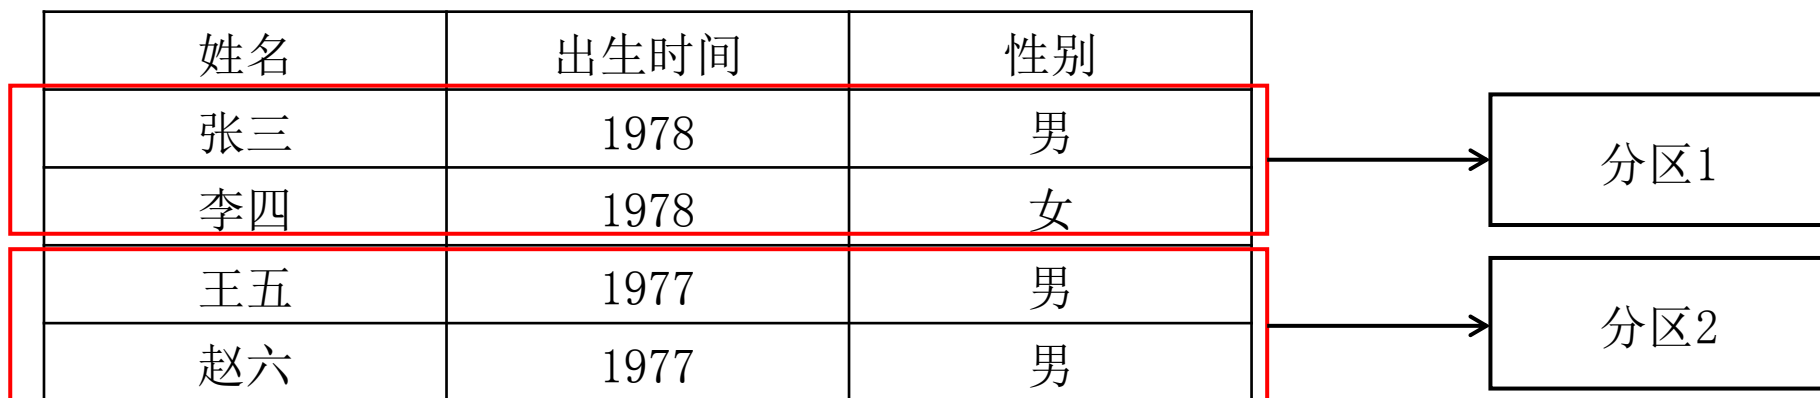 姓名 出生时间 性别
张三 1978 男
李四 1978 女
王五 1977 男
赵六 1977 男
分区1
分区2